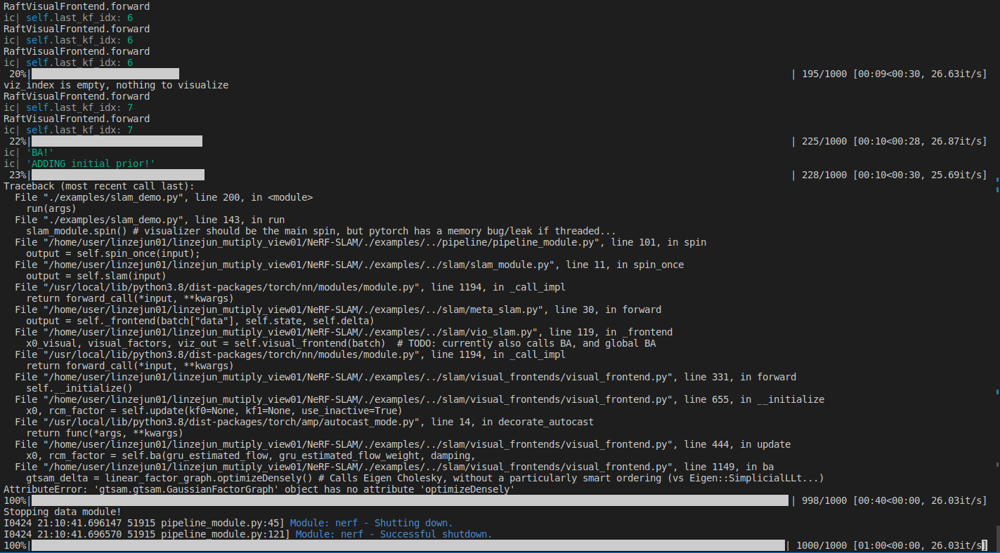 RaftVisualFrontend.forward
ic| self.last_kf_idx: 6
RaftVisualFrontend.forward
ic| self.last_kf_idx: 6
RaftVisualFrontend.forward
ic| self.last_kf_idx: 6
 20%| | 195/1000 [00:09<00:30, 26.63it/s]
viz_index is empty, nothing to visualize
RaftVisualFrontend.forward
ic| self.last_kf_idx: 7
RaftVisualFrontend.forward
ic| self.last_kf_idx: 7
 22%| | 225/1000 [00:10<00:28, 26.87it/s]
ic| 'BA!'
ic| 'ADDING initial prior!'
 23%| | 228/1000 [00:10<00:30, 25.69it/s]
Traceback (most recent call last):
  File "./examples/slam_demo.py", line 200, in <module>
    run(args)
  File "./examples/slam_demo.py", line 143, in run
    slam_module.spin() # visualizer should be the main spin, but pytorch has a memory bug/leak if threaded...
  File "/home/user/linzejun01/linzejun_mutiply_view01/NeRF-SLAM/./examples/../pipeline/pipeline_module.py", line 101, in spin
    output = self.spin_once(input);
  File "/home/user/linzejun01/linzejun_mutiply_view01/NeRF-SLAM/./examples/../slam/slam_module.py", line 11, in spin_once
    output = self.slam(input)
  File "/usr/local/lib/python3.8/dist-packages/torch/nn/modules/module.py", line 1194, in _call_impl
    return forward_call(*input, **kwargs)
  File "/home/user/linzejun01/linzejun_mutiply_view01/NeRF-SLAM/./examples/../slam/meta_slam.py", line 30, in forward
    output = self._frontend(batch["data"], self.state, self.delta)
  File "/home/user/linzejun01/linzejun_mutiply_view01/NeRF-SLAM/./examples/../slam/vio_slam.py", line 119, in _frontend
    x0_visual, visual_factors, viz_out = self.visual_frontend(batch)  # TODO: currently also calls BA, and global BA
  File "/usr/local/lib/python3.8/dist-packages/torch/nn/modules/module.py", line 1194, in _call_impl
    return forward_call(*input, **kwargs)
  File "/home/user/linzejun01/linzejun_mutiply_view01/NeRF-SLAM/./examples/../slam/visual_frontends/visual_frontend.py", line 331, in forward
    self.__initialize()
  File "/home/user/linzejun01/linzejun_mutiply_view01/NeRF-SLAM/./examples/../slam/visual_frontends/visual_frontend.py", line 655, in __initialize
    x0, rcm_factor = self.update(kf0=None, kf1=None, use_inactive=True)
  File "/usr/local/lib/python3.8/dist-packages/torch/amp/autocast_mode.py", line 14, in decorate_autocast
    return func(*args, **kwargs)
  File "/home/user/linzejun01/linzejun_mutiply_view01/NeRF-SLAM/./examples/../slam/visual_frontends/visual_frontend.py", line 444, in update
    x0, rcm_factor = self.ba(gru_estimated_flow, gru_estimated_flow_weight, damping,
  File "/home/user/linzejun01/linzejun_mutiply_view01/NeRF-SLAM/./examples/../slam/visual_frontends/visual_frontend.py", line 1149, in ba
    gtsam_delta = linear_factor_graph.optimizeDensely() # Calls Eigen Cholesky, without a particularly smart ordering (vs Eigen::SimplicialLLt...)
AttributeError: 'gtsam.gtsam.GaussianFactorGraph' object has no attribute 'optimizeDensely'
100%| | 998/1000 [00:40<00:00, 26.03it/s]
Stopping data module!
I0424 21:10:41.696147 51915 pipeline_module.py:45] Module: nerf - Shutting down.
I0424 21:10:41.696570 51915 pipeline_module.py:121] Module: nerf - Successful shutdown.
100%| | 1000/1000 [01:00<00:00, 26.03it/s]